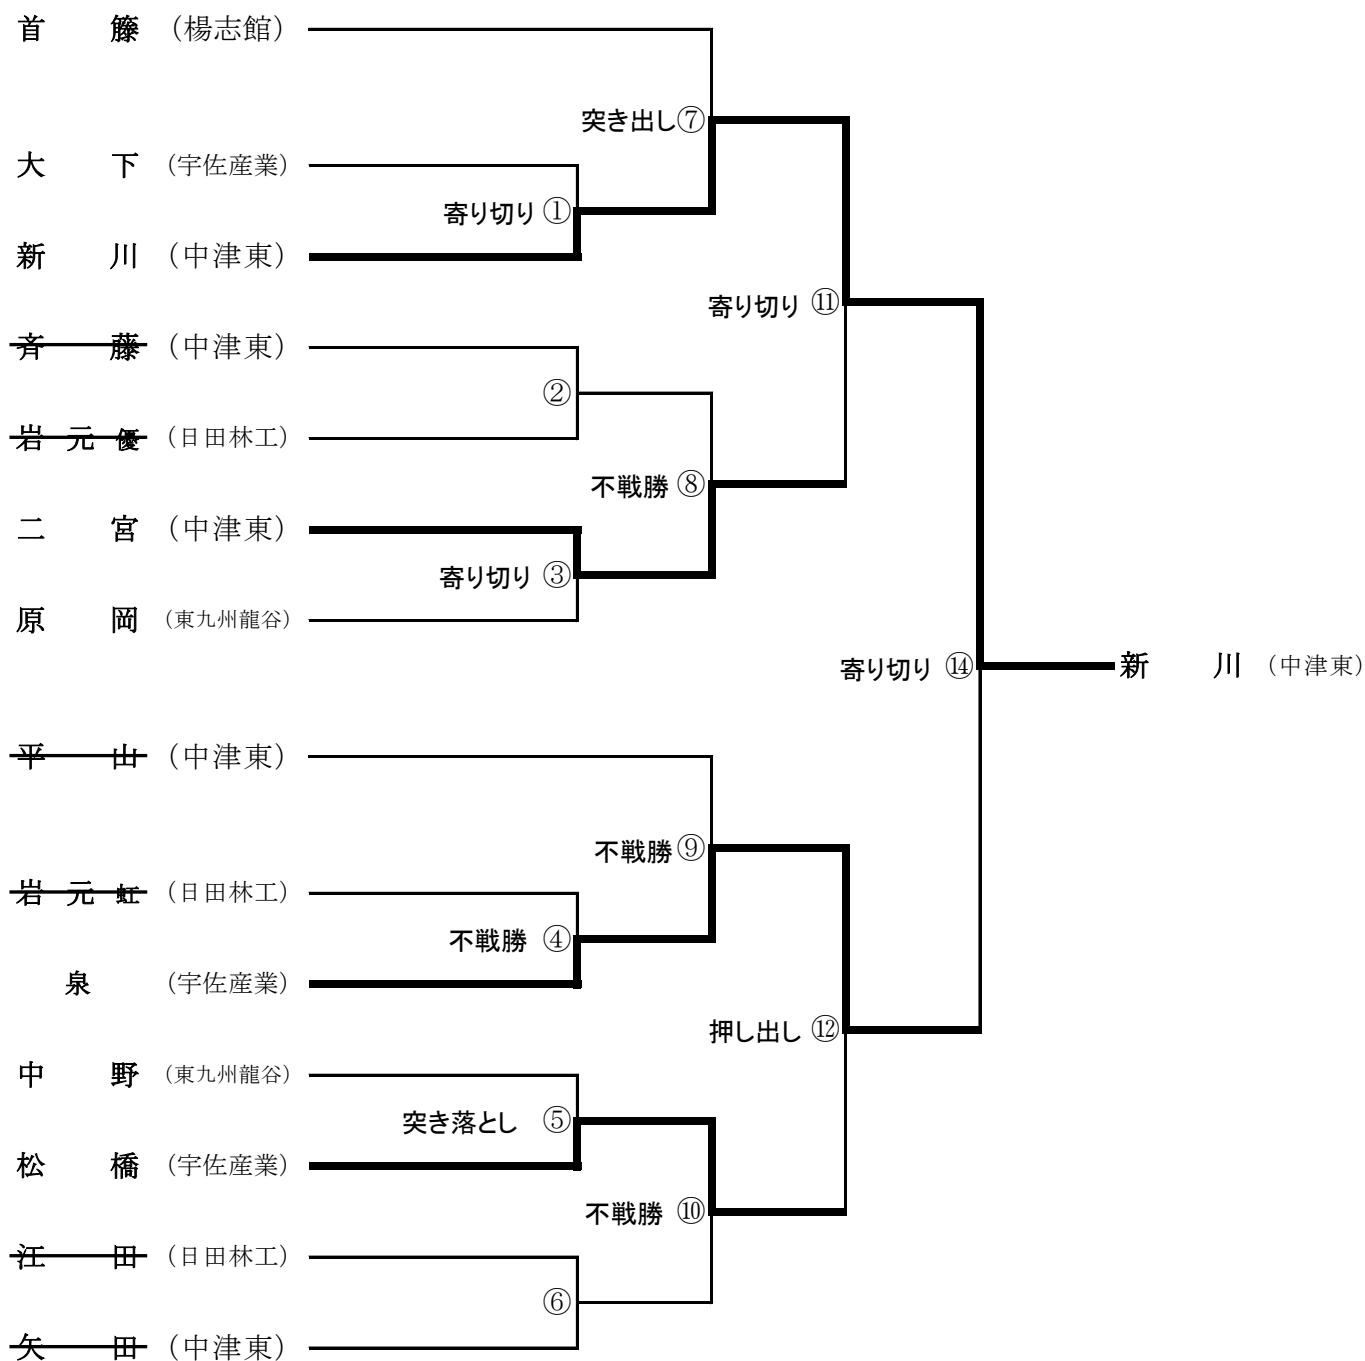 首 籐 （楊志館）
突き出し⑦
大 下 （宇佐産業）
寄り切り ①
新 川 （中津東）
寄り切り ⑪
斉 藤 （中津東）
②
岩 元 優 （日田林工）
不戦勝 ⑧
二 宮 （中津東）
寄り切り ③
原 岡 （東九州龍谷）
寄り切り ⑭ 新 川 （中津東）
平 山 （中津東）
不戦勝 ⑨
岩 元 虹 （日田林工）
不戦勝 ④
泉 （宇佐産業）
押し出し ⑫
中 野 （東九州龍谷）
突き落とし ⑤
松 橋 （宇佐産業）
不戦勝 ⑩
江 田 （日田林工）
⑥
矢 田 （中津東）